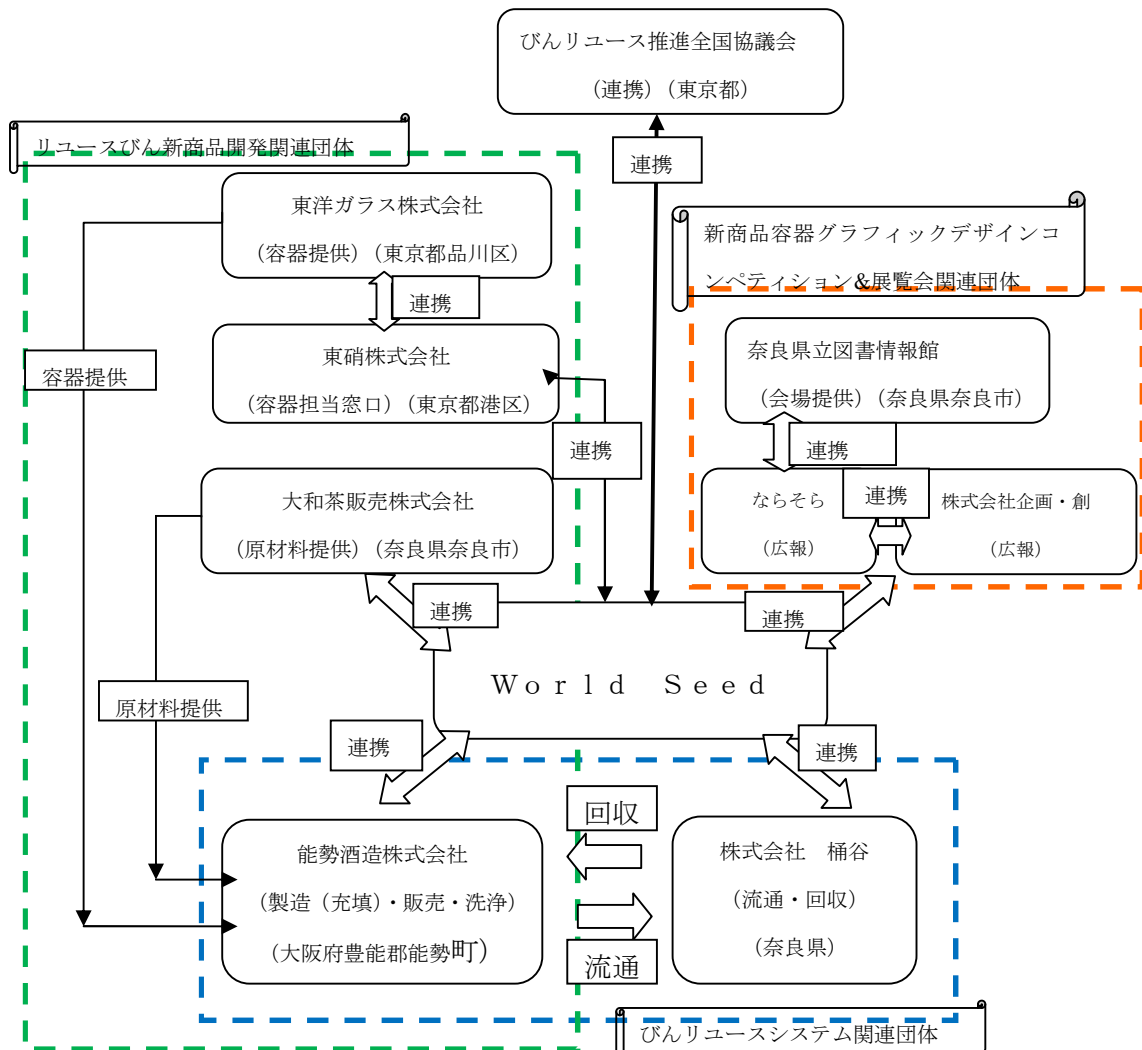 びんリユース推進全国協議会
(連携)(東京都)
連携
リユースびん新商品開発関連団体
東洋ガラス株式会社
(容器提供)(東京都品川区)
連携
東硝株式会社
(容器担当窓口)(東京都港区)
容器提供
連携
新商品容器グラフィックデザインコ
ンペティション&展覧会関連団体
奈良県立図書情報館
(会場提供)(奈良県奈良市)
連携
ならそら
(広報)
連携
株式会社企画・創
(広報)
大和茶販売株式会社
(原材料提供)(奈良県奈良市)
連携
連携
World Seed
原材料提供
連携
連携
能勢酒造株式会社
(製造(充填)・販売・洗浄)
(大阪府豊能郡能勢町)
回収
流通
株式会社 桶谷
(流通・回収)
(奈良県)
びんリユースシステム関連団体